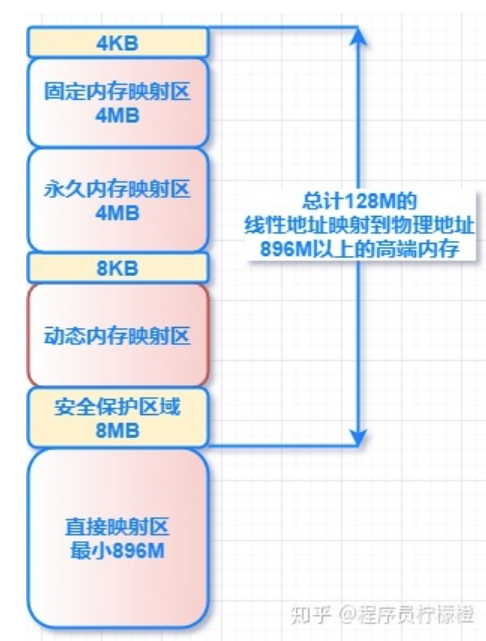 4KB
固定内存映射区
4MB
永久内存映射区
4MB
8KB
动态内存映射区
安全保护区域
8MB
直接映射区
最小896M
总计128M的
线性地址映射到物理地址
896M以上的高端内存
知乎 @程序员柠檬橙